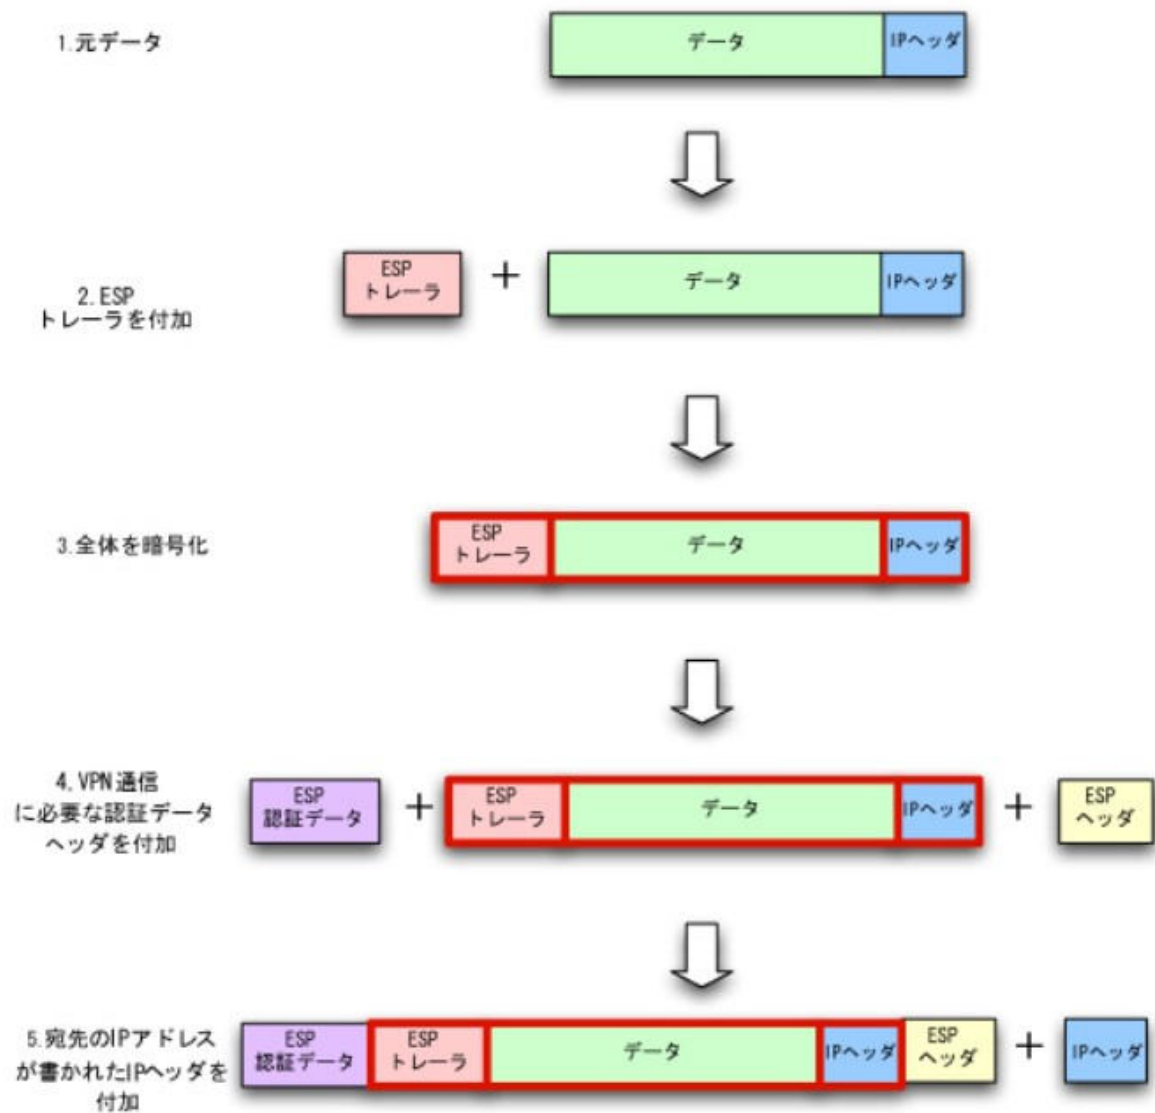 1.元データ
データ
IPヘッダ
2.ESP
トレーラを付加
ESP
トレーラ
+
データ
IPヘッダ
3.全体を暗号化
ESP
トレーラ
データ
IPヘッダ
4.VPN通信
に必要な認証データ
ヘッダを付加
ESP
認証データ
+
ESP
トレーラ
データ
IPヘッダ
+
ESP
ヘッダ
5.宛先のIPアドレス
が書かれたIPヘッダを
付加
ESP
認証データ
ESP
トレーラ
データ
IPヘッダ
ESP
ヘッダ
+
IPヘッダ